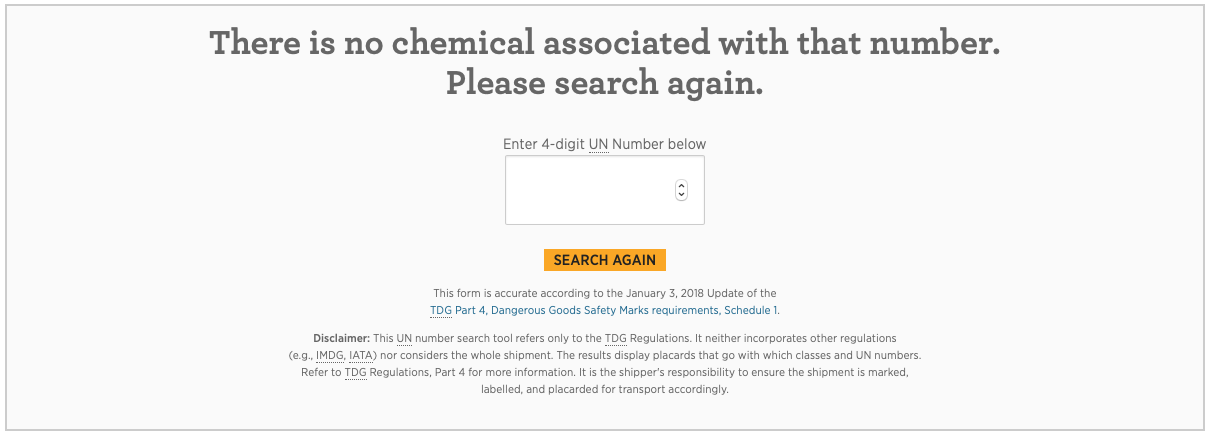 There is no chemical associated with that number.
Please search again.
Enter 4-digit UN Number below
SEARCH AGAIN
This form is accurate according to the January 3, 2018 Update of the
TDG Part 4, Dangerous Goods Safety Marks requirements, Schedule 1.
Disclaimer: This UN number search tool refers only to the TDG Regulations. It neither incorporates other regulations
(e.g., IMDG, IATA) nor considers the whole shipment. The results display placards that go with which classes and UN numbers.
Refer to TDG Regulations, Part 4 for more information. It is the shipper's responsibility to ensure the shipment is marked,
labelled, and placarded for transport accordingly.